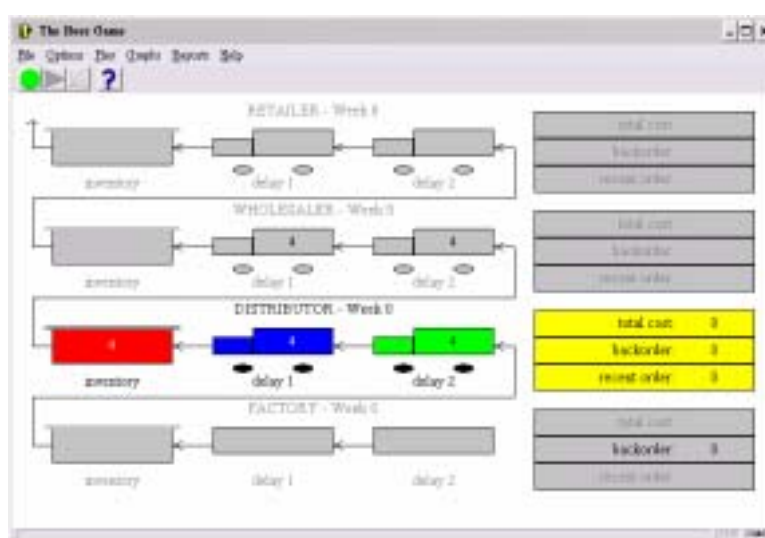 The Beer Game
File Options Play Graphs Reports Help
?
RETAILER - Week 0
total cost
backorder
recent order
inventory delay 1 delay 2
WHOLESALER - Week 0
total cost
4 4
backorder
recent order
inventory delay 1 delay 2
DISTRIBUTOR - Week 0
total cost 0
4 4
backorder 0
recent order 0
inventory delay 1 delay 2
FACTORY - Week 0
total cost
backorder 0
recent order
inventory delay 1 delay 2